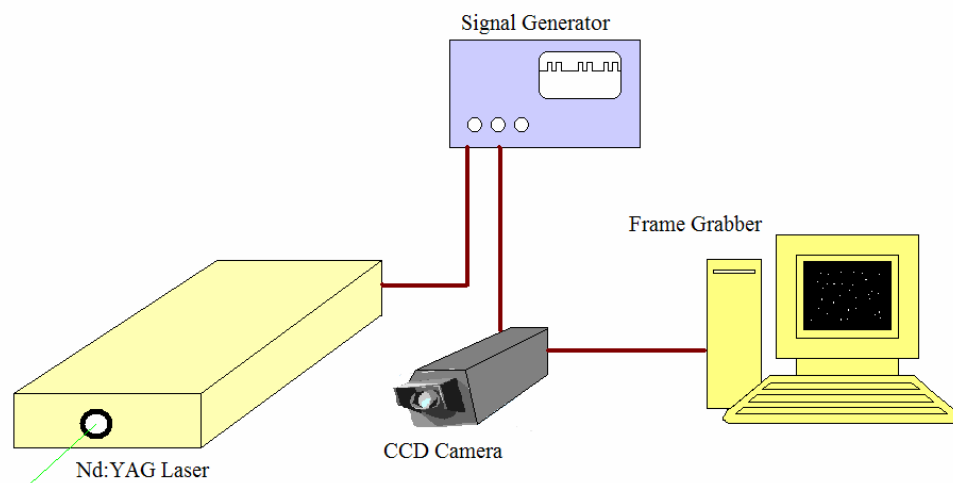 Signal Generator
Frame Grabber
CCD Camera
Nd:YAG Laser